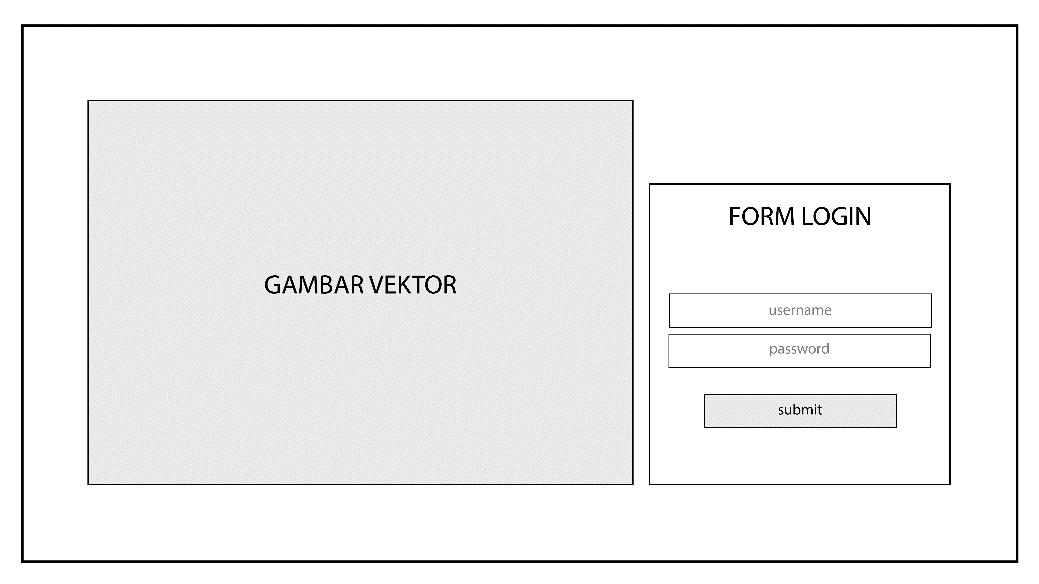 GAMBAR VEKTOR
FORM LOGIN
username
password
submit